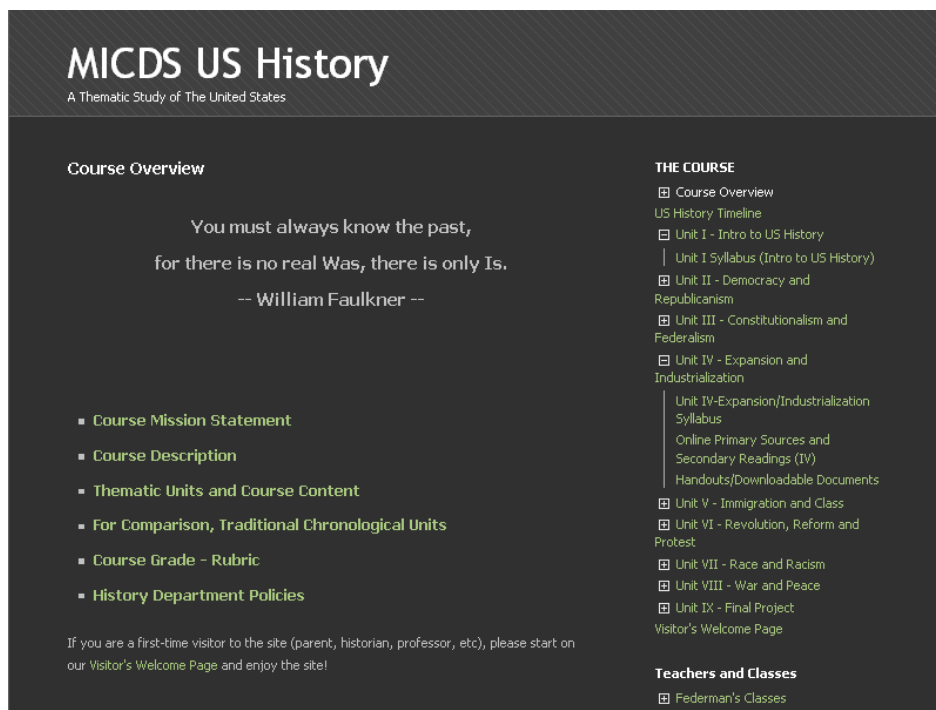 MICDS US History
A Thematic Study of The United States
Course Overview
You must always know the past,
for there is no real Was, there is only Is.
-- William Faulkner --
Course Mission Statement
Course Description
Thematic Units and Course Content
For Comparison, Traditional Chronological Units
Course Grade - Rubric
History Department Policies
If you are a first-time visitor to the site (parent, historian, professor, etc), please start on
our Visitor's Welcome Page and enjoy the site!
THE COURSE
Course Overview
US History Timeline
Unit I - Intro to US History
Unit I Syllabus (Intro to US History)
Unit II - Democracy and
Republicanism
Unit III - Constitutionalism and
Federalism
Unit IV - Expansion and
Industrialization
Unit IV-Expansion/Industrialization
Syllabus
Online Primary Sources and
Secondary Readings (IV)
Handouts/Downloadable Documents
Unit V - Immigration and Class
Unit VI - Revolution, Reform and
Protest
Unit VII - Race and Racism
Unit VIII - War and Peace
Unit IX - Final Project
Visitor's Welcome Page
Teachers and Classes
Federman's Classes